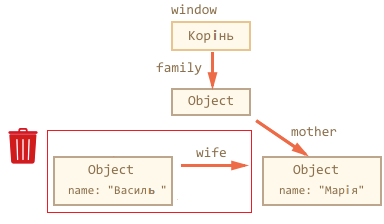 window
Корінь
family
Object
mother
wife
Object
name: "Василь "
Object
name: "Марія"